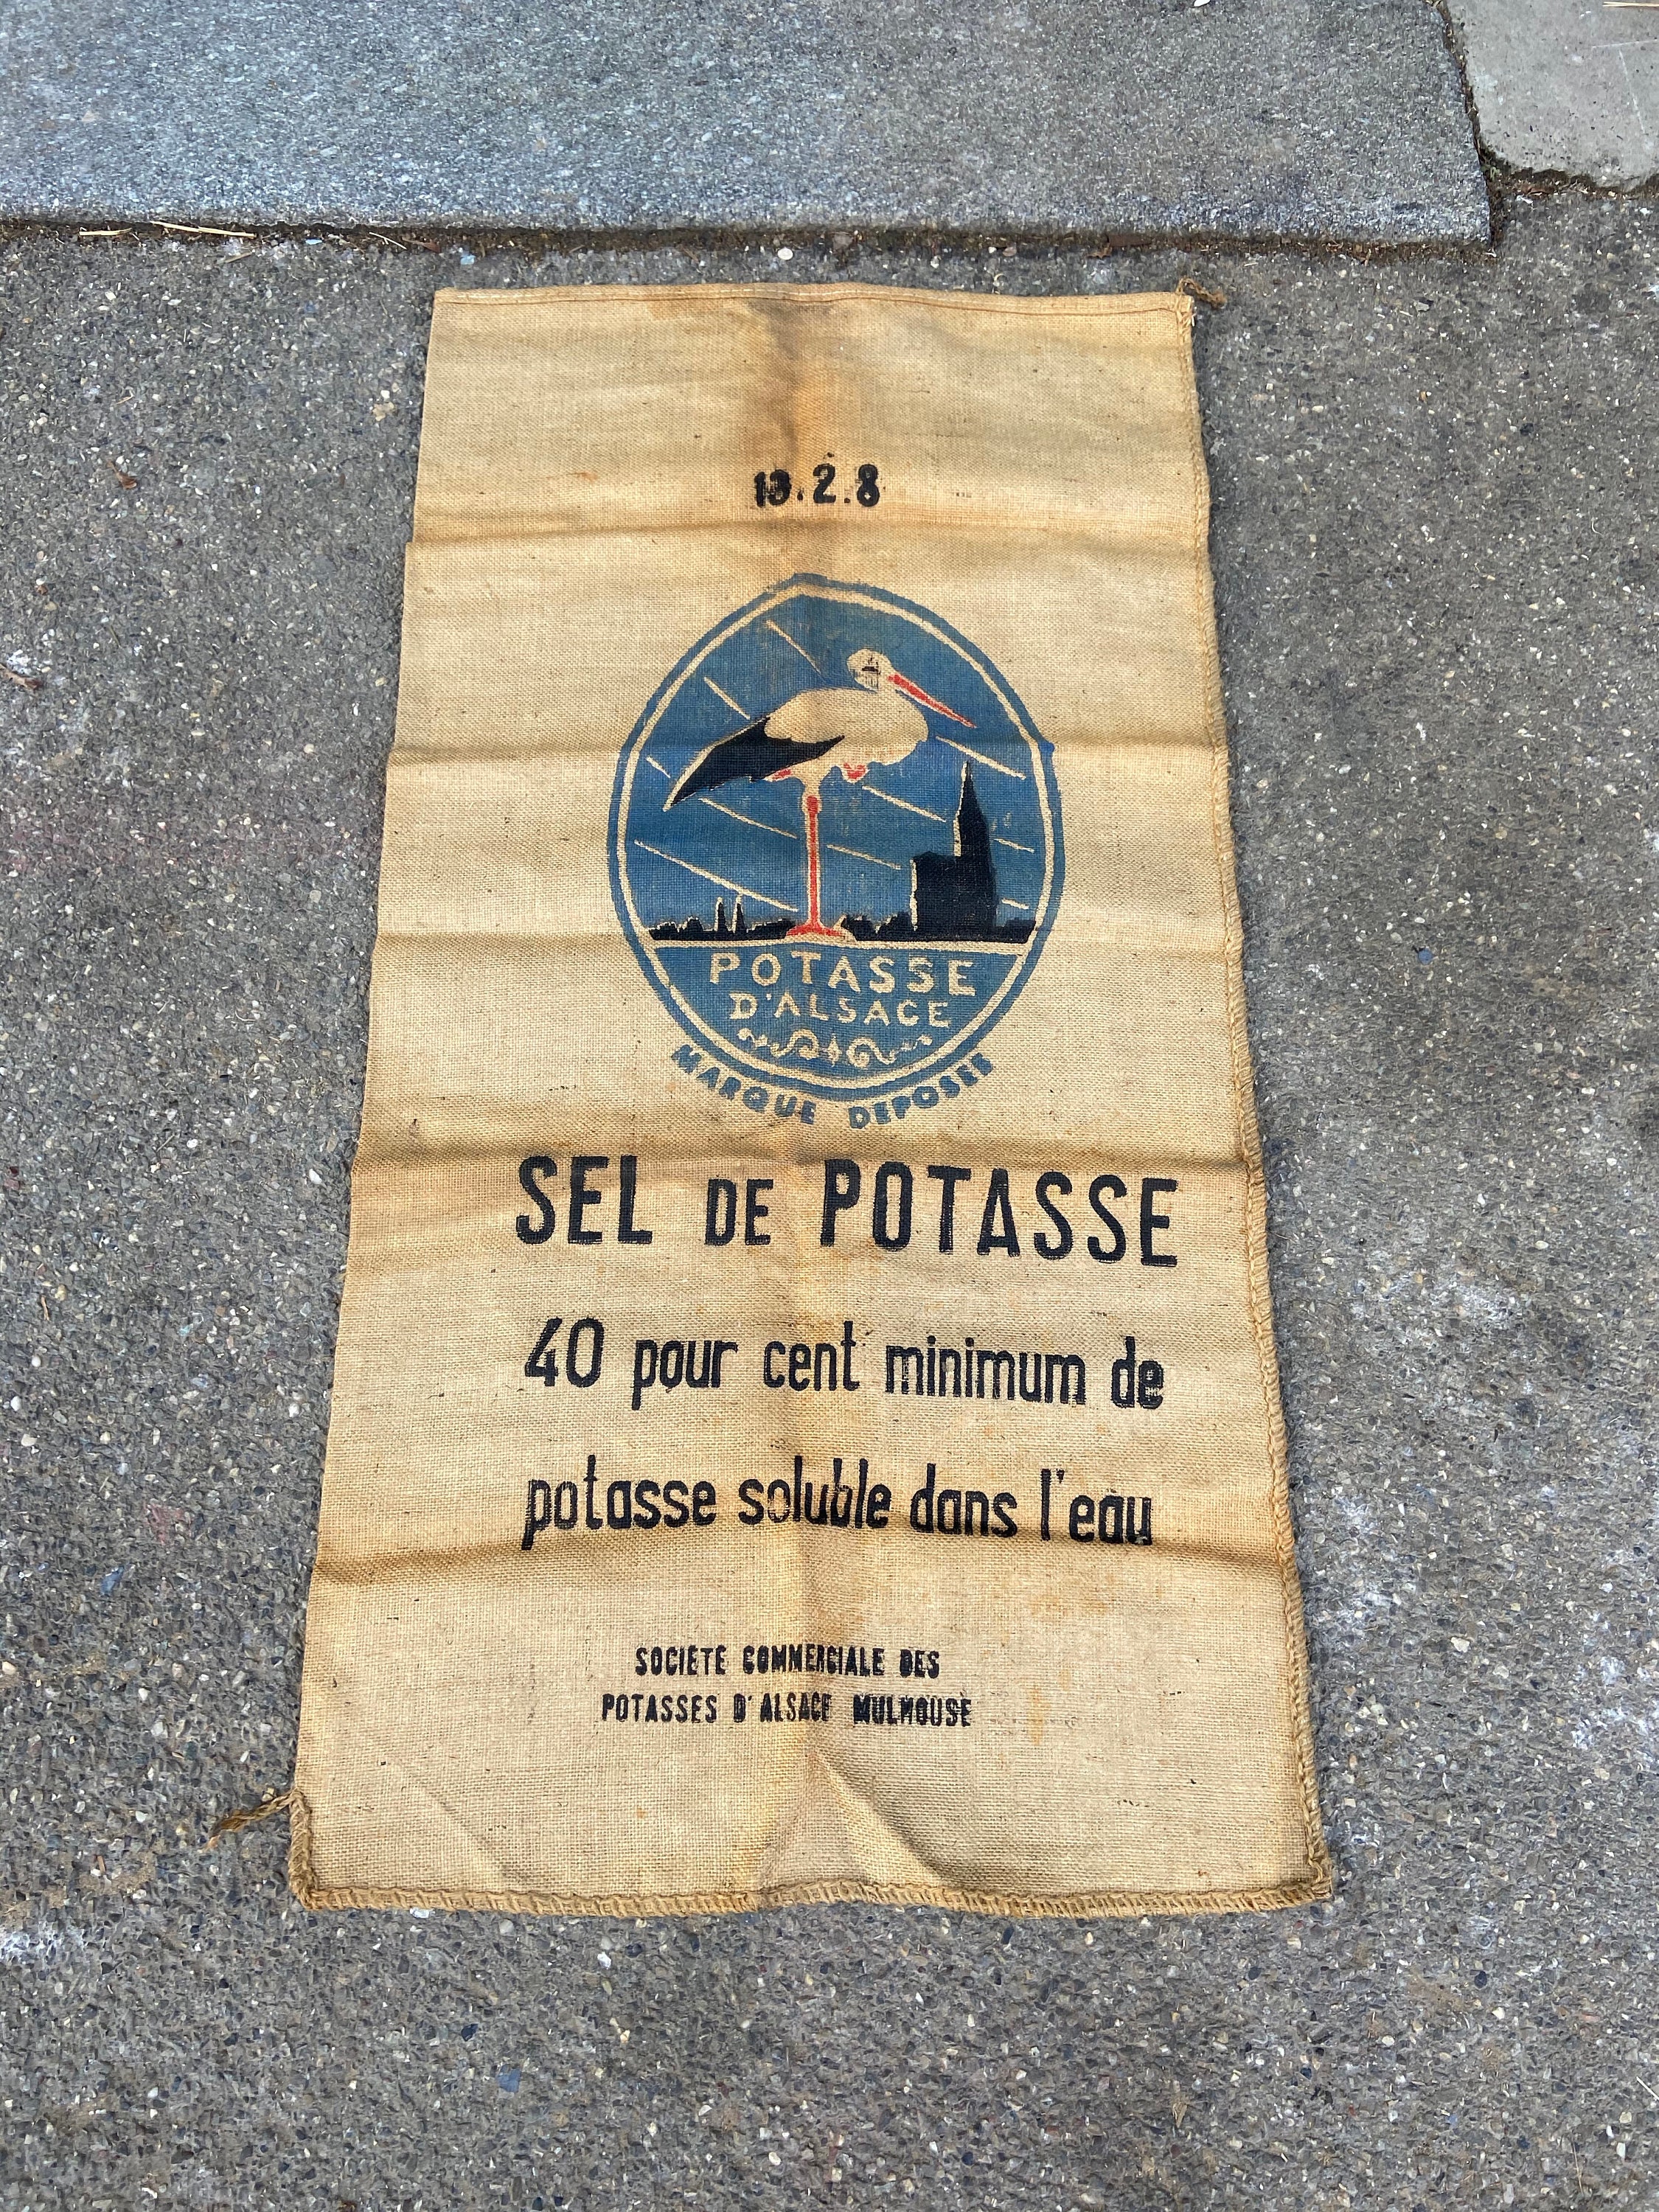 13.2.8
POTASSE
D'ALSACE
MARQUE DEPOSEE
SEL DE POTASSE
40 pour cent minimum de
potasse soluble dans l'eau
SOCIÉTÉ COMMERCIALE DES
POTASSES D'ALSACE MULHOUSE